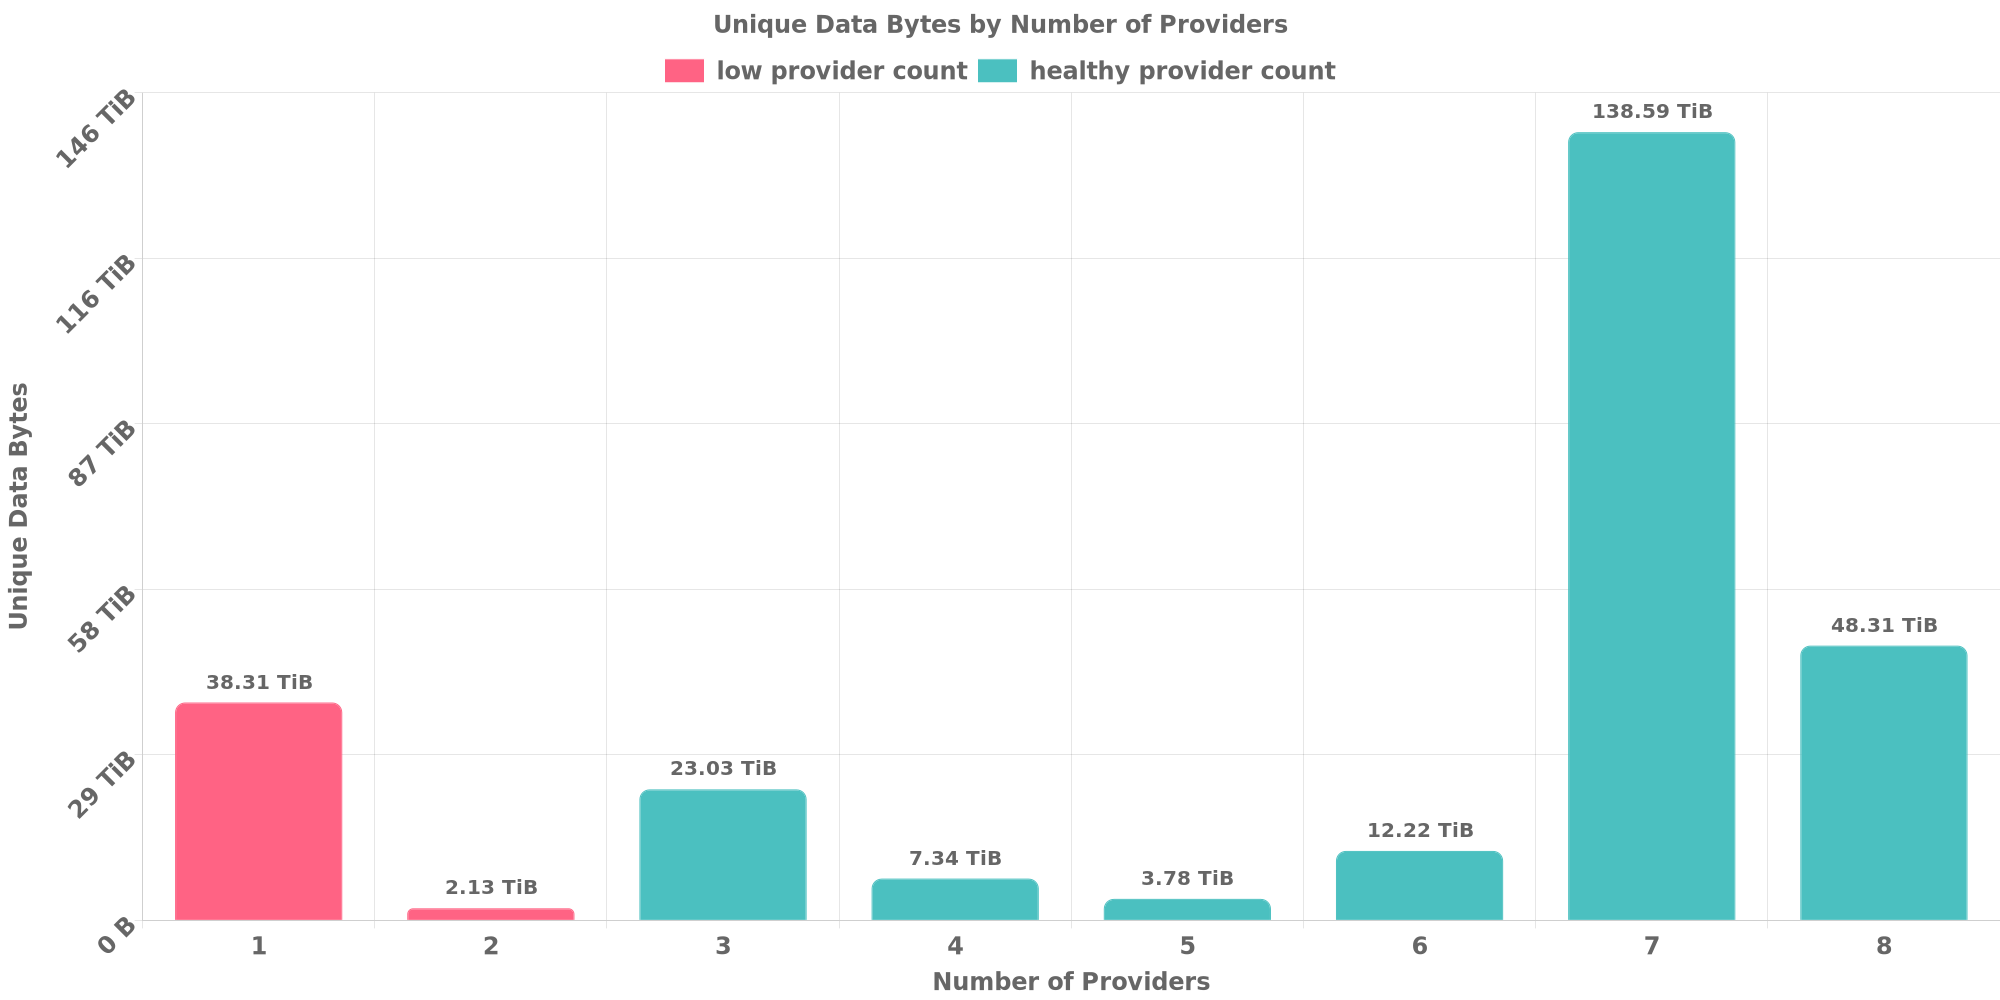 Unique Data Bytes by Number of Providers
low provider count
healthy provider count
Unique Data Bytes
146 TiB
116 TiB
87 TiB
58 TiB
29 TiB
0 B
38.31 TiB
2.13 TiB
23.03 TiB
7.34 TiB
3.78 TiB
12.22 TiB
138.59 TiB
48.31 TiB
1
2
3
4
5
6
7
8
Number of Providers